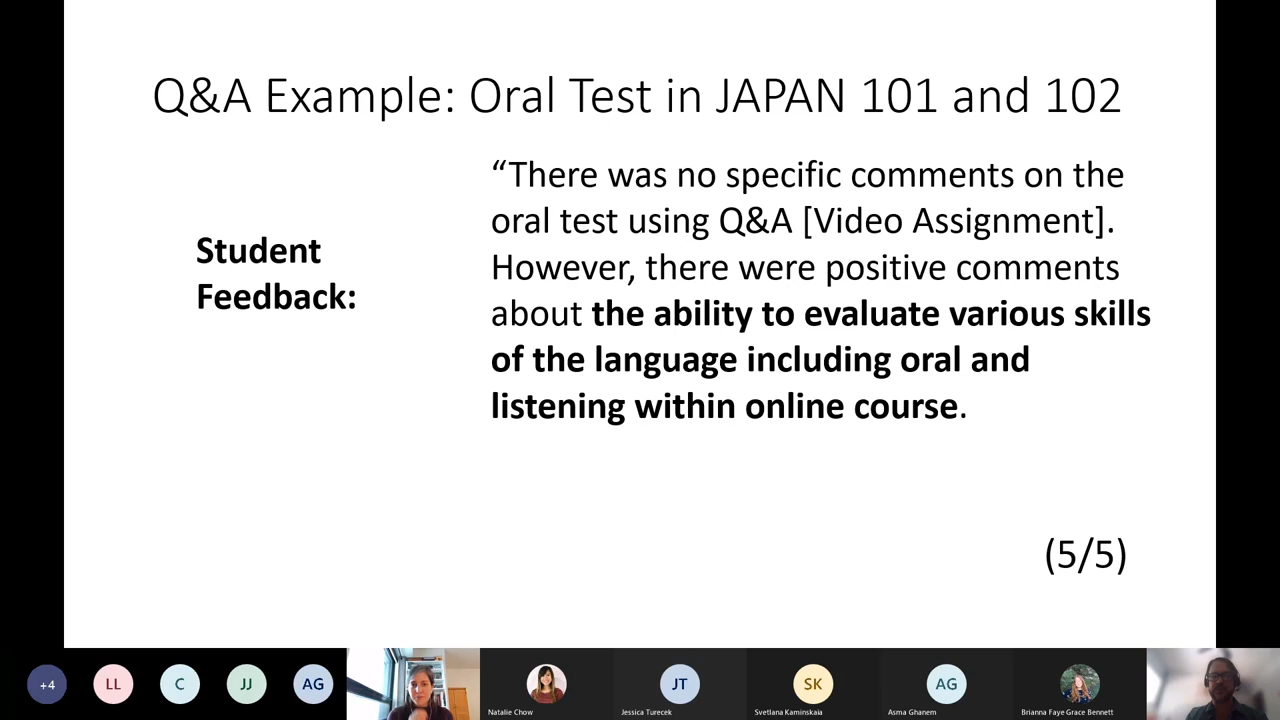 Q&A Example: Oral Test in JAPAN 101 and 102
Student
Feedback:
“There was no specific comments on the
oral test using Q&A [Video Assignment].
However, there were positive comments
about the ability to evaluate various skills
of the language including oral and
listening within online course.
(5/5)
+4
LL
C
JJ
AG
Natalie Chow
JT
Jessica Turecek
SK
Svetlana Kaminskaia
AG
Asma Ghanem
Brianna Faye Grace Bennett